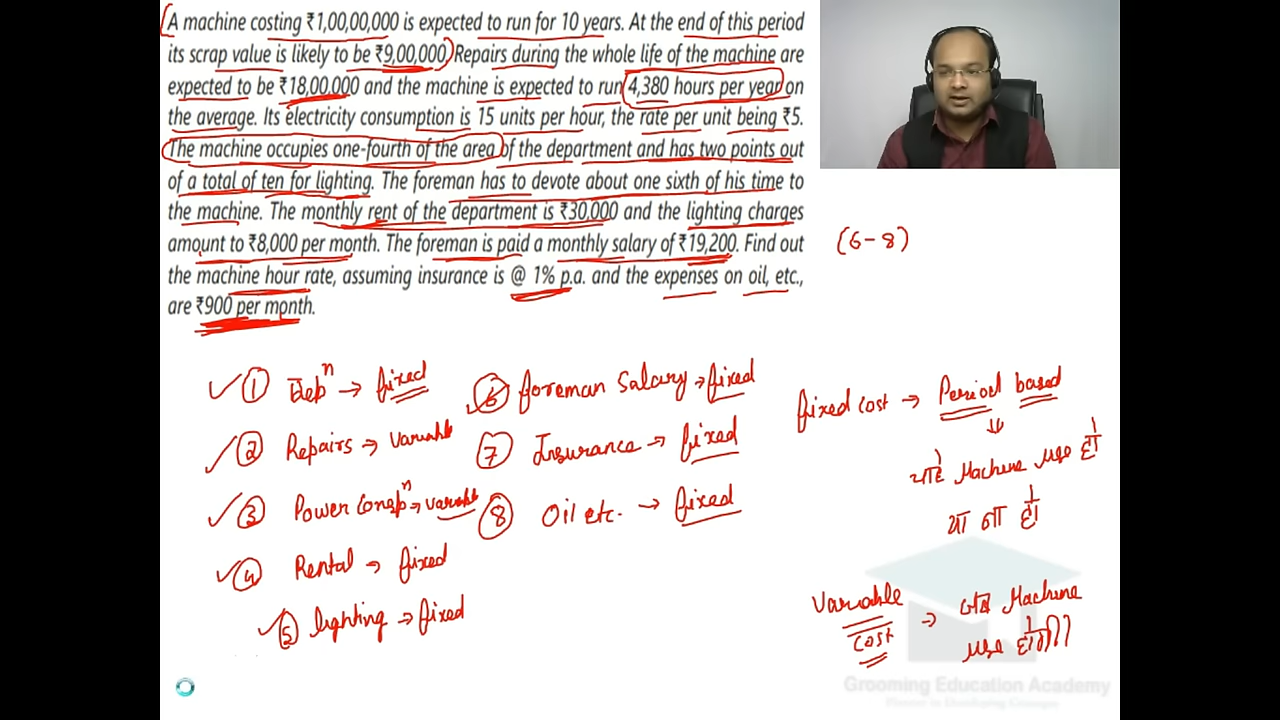 A machine costing ₹1,00,00,000 is expected to run for 10 years. At the end of this period
its scrap value is likely to be ₹9,00,000. Repairs during the whole life of the machine are
expected to be ₹18,00,000 and the machine is expected to run 4,380 hours per year on
the average. Its electricity consumption is 15 units per hour, the rate per unit being ₹5.
The machine occupies one-fourth of the area of the department and has two points out
of a total of ten for lighting. The foreman has to devote about one sixth of his time to
the machine. The monthly rent of the department is ₹30,000 and the lighting charges
amount to ₹8,000 per month. The foreman is paid a monthly salary of ₹19,200. Find out
the machine hour rate, assuming insurance is @ 1% p.a. and the expenses on oil, etc.,
are ₹900 per month.
(6-8)
① Depⁿ → fixed
② Repairs → variable
③ Power Conspⁿ → variable
④ Rental → fixed
⑤ lighting → fixed
⑥ foreman Salary → fixed
⑦ Insurance → fixed
⑧ Oil etc. → fixed
fixed cost → Period based
चाहे Machine use हो
या ना हो
Variable cost → जब Machine
use होगी
Grooming Education Academy